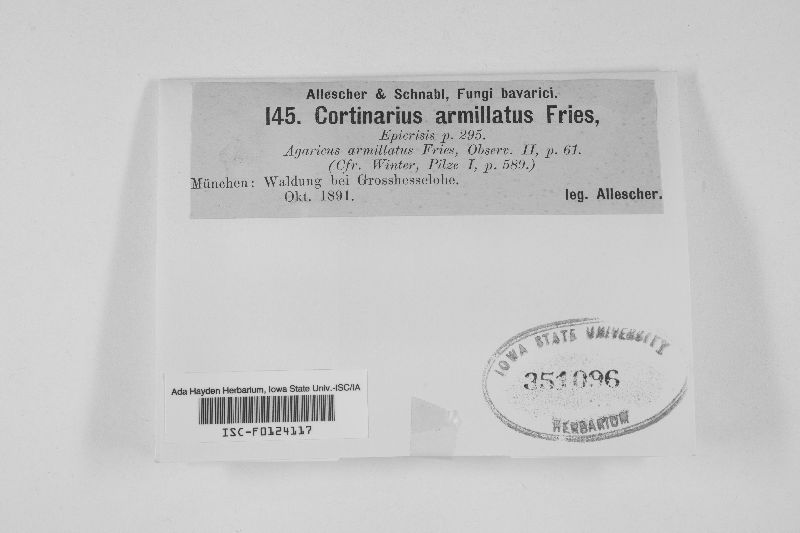 Allescher & Schnabl, Fungi bavarici.
145. Cortinarius armillatus Fries,
Epicrisis p. 295.
Agaricus armillatus Fries, Observ. II, p. 61.
(Cfr. Winter, Pilze I, p. 589.)
München: Waldung bei Grosshesselohe.
Okt. 1891.
leg. Allescher.
IOWA STATE UNIVERSITY
351096
HERBARIUM
Ada Hayden Herbarium, Iowa State Univ.-ISC/IA
ISC-F0124117